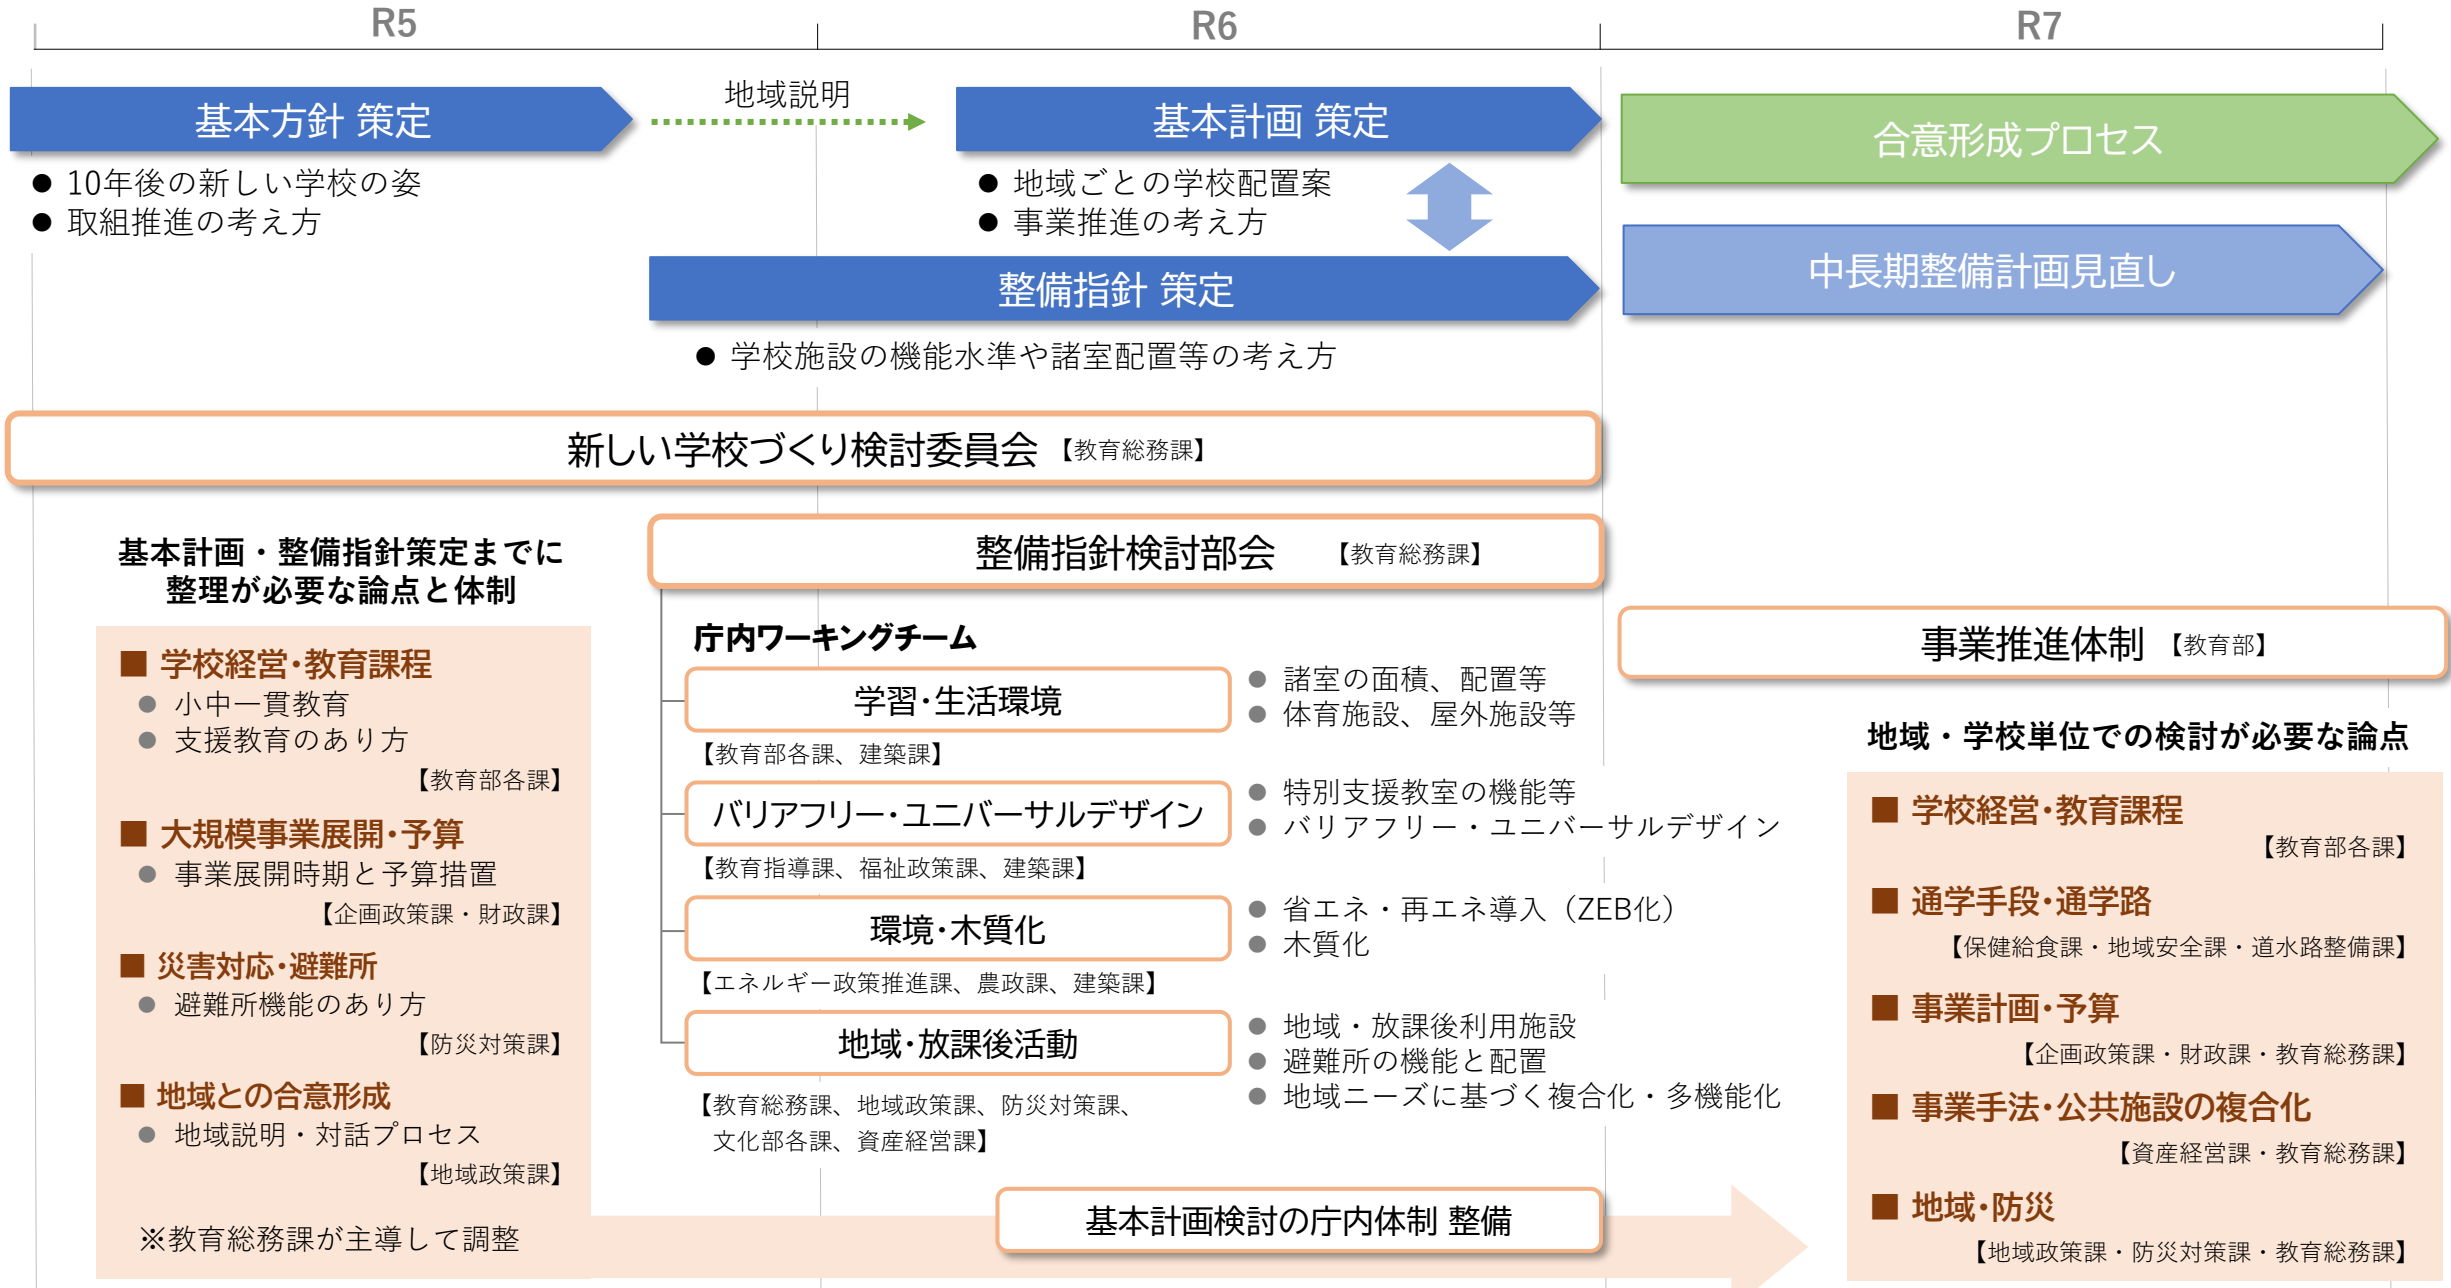 R5
R6
R7
基本方針 策定
地域説明
基本計画 策定
合意形成プロセス
● 10年後の新しい学校の姿
● 取組推進の考え方
● 地域ごとの学校配置案
● 事業推進の考え方
整備指針 策定
中長期整備計画見直し
● 学校施設の機能水準や諸室配置等の考え方
新しい学校づくり検討委員会 【教育総務課】
整備指針検討部会 【教育総務課】
基本計画・整備指針策定までに
整理が必要な論点と体制
■ 学校経営・教育課程
● 小中一貫教育
● 支援教育のあり方
【教育部各課】
■ 大規模事業展開・予算
● 事業展開時期と予算措置
【企画政策課・財政課】
■ 災害対応・避難所
● 避難所機能のあり方
【防災対策課】
■ 地域との合意形成
● 地域説明・対話プロセス
【地域政策課】
※教育総務課が主導して調整
庁内ワーキングチーム
学習・生活環境
● 諸室の面積、配置等
● 体育施設、屋外施設等
【教育部各課、建築課】
バリアフリー・ユニバーサルデザイン
● 特別支援教室の機能等
● バリアフリー・ユニバーサルデザイン
【教育指導課、福祉政策課、建築課】
環境・木質化
● 省エネ・再エネ導入（ZEB化）
● 木質化
【エネルギー政策推進課、農政課、建築課】
地域・放課後活動
● 地域・放課後利用施設
● 避難所の機能と配置
● 地域ニーズに基づく複合化・多機能化
【教育総務課、地域政策課、防災対策課、
文化部各課、資産経営課】
基本計画検討の庁内体制 整備
事業推進体制 【教育部】
地域・学校単位での検討が必要な論点
■ 学校経営・教育課程
【教育部各課】
■ 通学手段・通学路
【保健給食課・地域安全課・道水路整備課】
■ 事業計画・予算
【企画政策課・財政課・教育総務課】
■ 事業手法・公共施設の複合化
【資産経営課・教育総務課】
■ 地域・防災
【地域政策課・防災対策課・教育総務課】